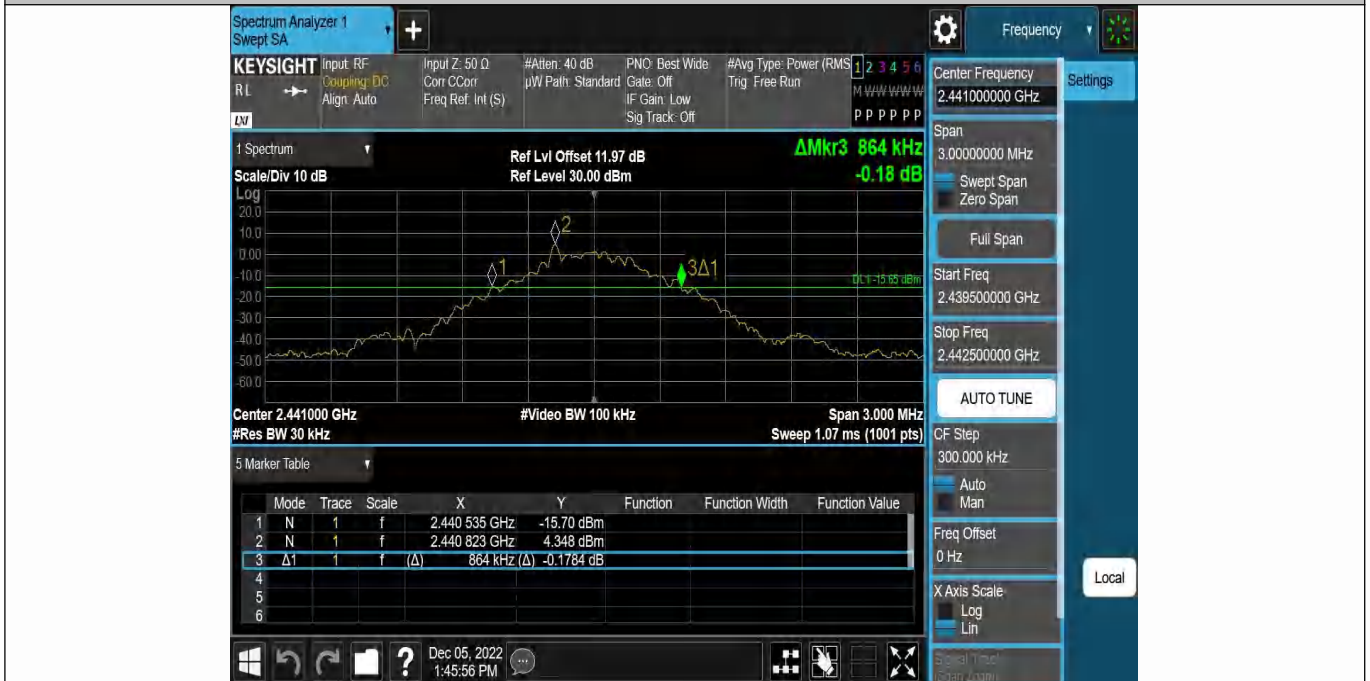 Spectrum Analyzer 1
Swept SA
+
Frequency
KEYSIGHT
RL
LXI
Input: RF
Coupling: DC
Align: Auto
Input Z: 50 Ω
Corr CCorr
Freq Ref: Int (S)
#Atten: 40 dB
µW Path: Standard
PNO: Best Wide
Gate: Off
IF Gain: Low
Sig Track: Off
#Avg Type: Power (RMS
Trig: Free Run
1 2 3 4 5 6
M W W W W W
P P P P P P
Center Frequency
2.441000000 GHz
Settings
1 Spectrum
Scale/Div 10 dB
Ref Lvl Offset 11.97 dB
Ref Level 30.00 dBm
ΔMkr3 864 kHz
-0.18 dB
Span
3.00000000 MHz
Swept Span
Zero Span
Full Span
Start Freq
2.439500000 GHz
Stop Freq
2.442500000 GHz
AUTO TUNE
CF Step
300.000 kHz
Auto
Man
Freq Offset
0 Hz
X Axis Scale
Log
Lin
Local
Log
20.0
10.0
0.00
-10.0
-20.0
-30.0
-40.0
-50.0
-60.0
1
2
3Δ1
DL1 -15.65 dBm
Center 2.441000 GHz
#Video BW 100 kHz
Span 3.000 MHz
#Res BW 30 kHz
Sweep 1.07 ms (1001 pts)
5 Marker Table
Mode Trace Scale X Y Function Function Width Function Value
1 N 1 f 2.440 535 GHz -15.70 dBm
2 N 1 f 2.440 823 GHz 4.348 dBm
3 Δ1 1 f (Δ) 864 kHz (Δ) -0.1784 dB
4
5
6
?
Dec 05, 2022
1:45:56 PM